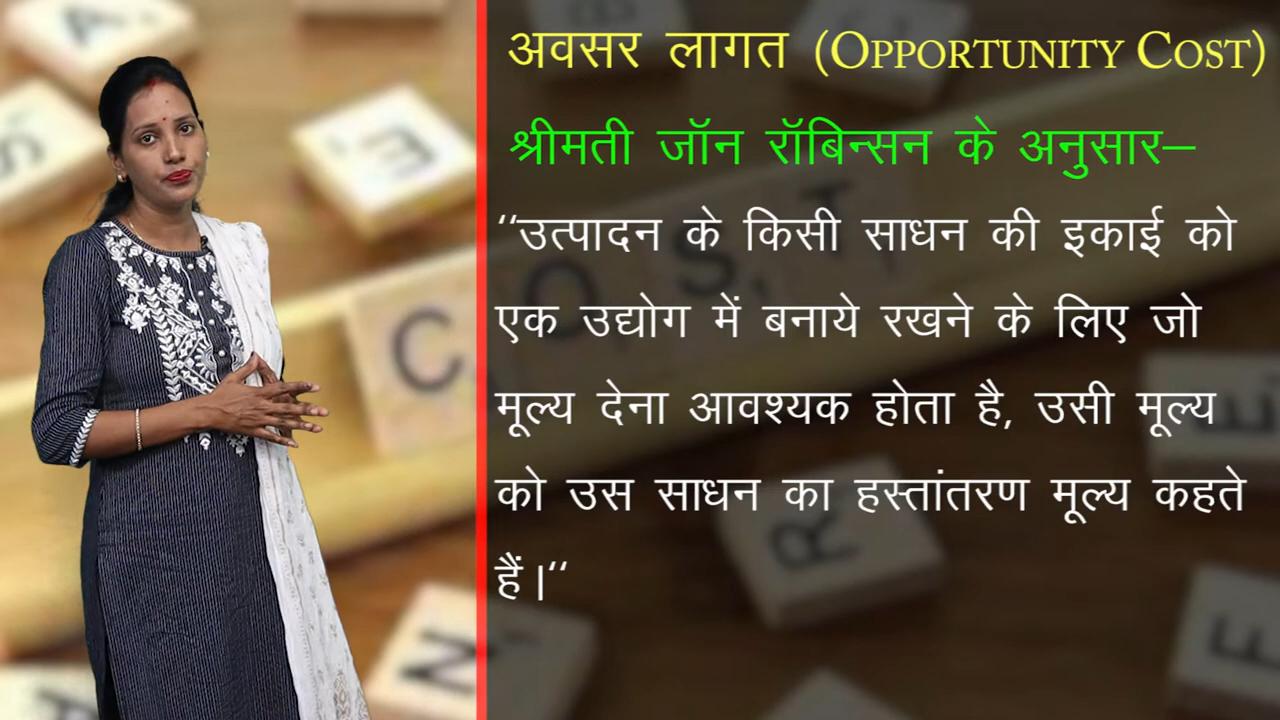 अवसर लागत (OPPORTUNITY COST)
श्रीमती जॉन रॉबिन्सन के अनुसार–
“उत्पादन के किसी साधन की इकाई को
एक उद्योग में बनाये रखने के लिए जो
मूल्य देना आवश्यक होता है, उसी मूल्य
को उस साधन का हस्तांतरण मूल्य कहते
हैं।“
C O S T
R
N
E